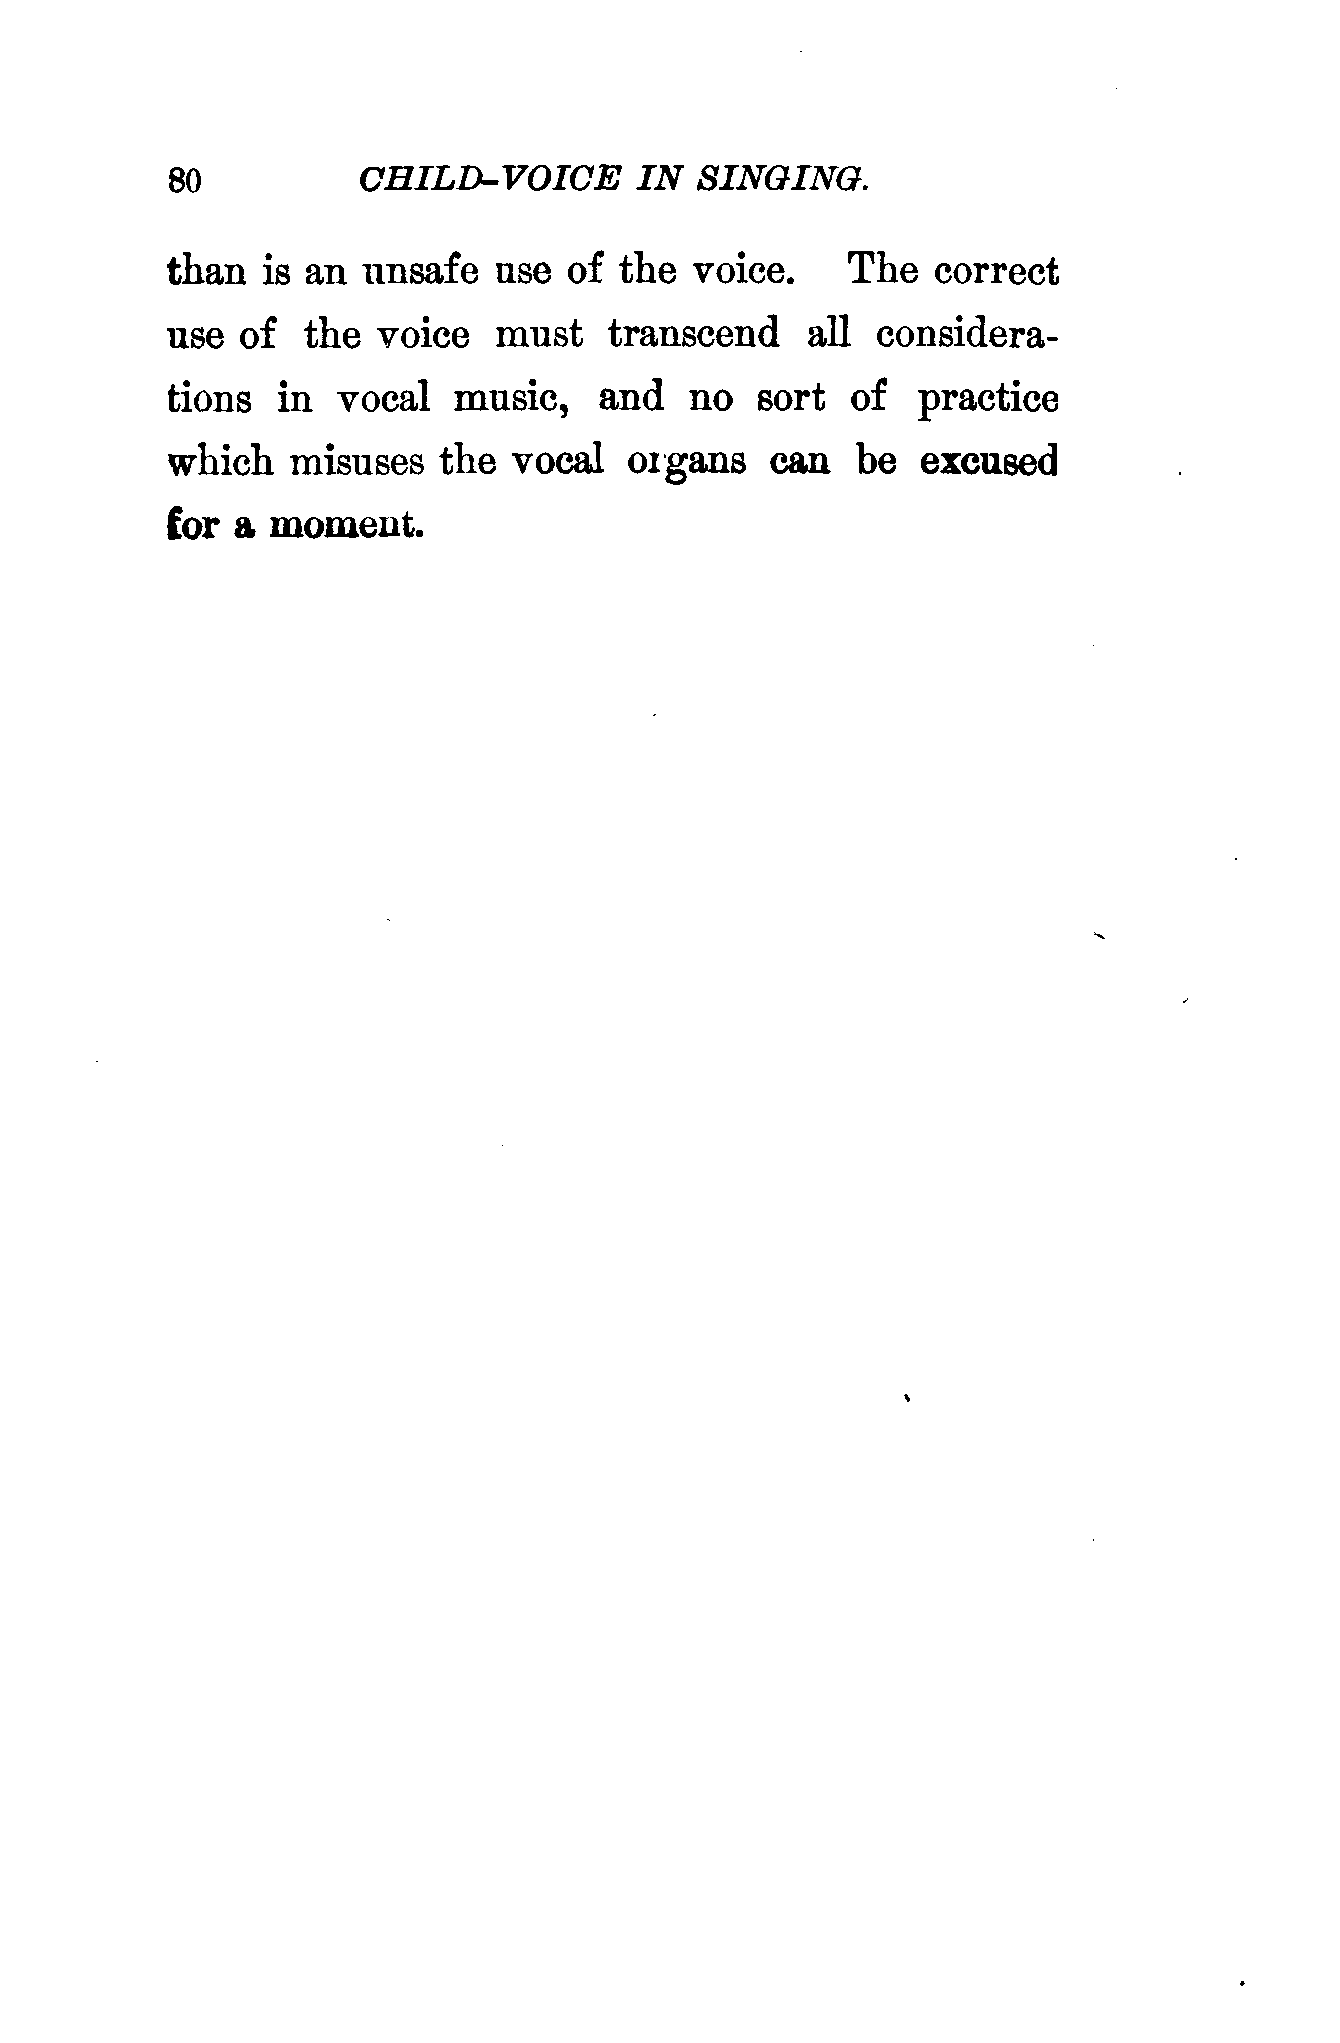 80 CHILD-VOICE IN SINGING.
than is an unsafe use of the voice. The correct
use of the voice must transcend all considera-
tions in vocal music, and no sort of practice
which misuses the vocal organs can be excused
for a moment.